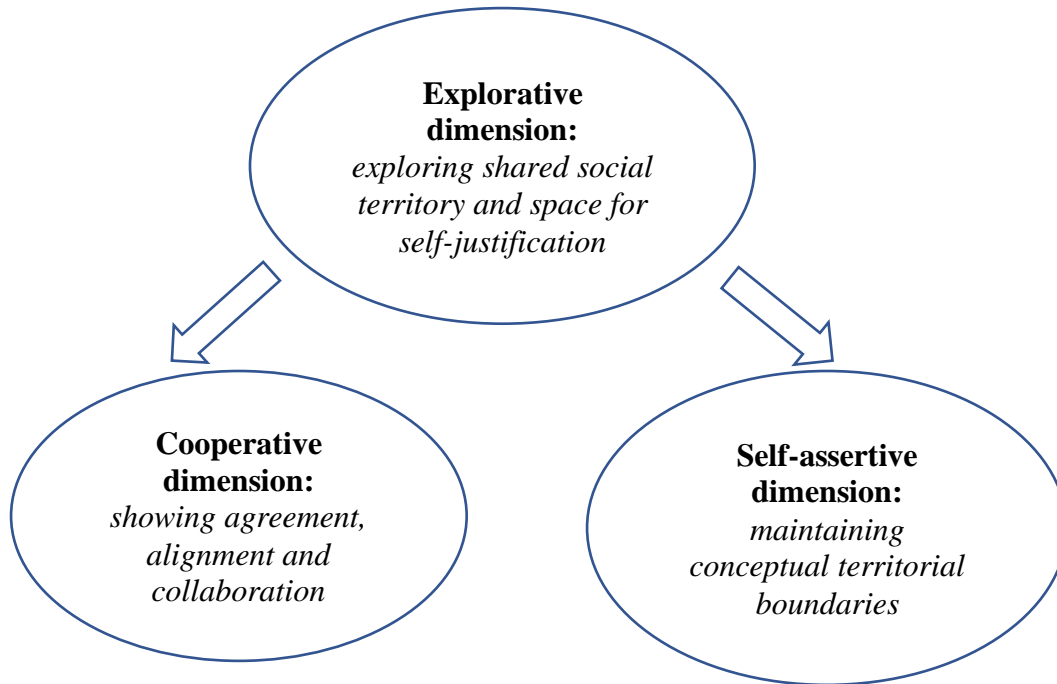 Explorative
dimension:
exploring shared social
territory and space for
self-justification
Cooperative
dimension:
showing agreement,
alignment and
collaboration
Self-assertive
dimension:
maintaining
conceptual territorial
boundaries